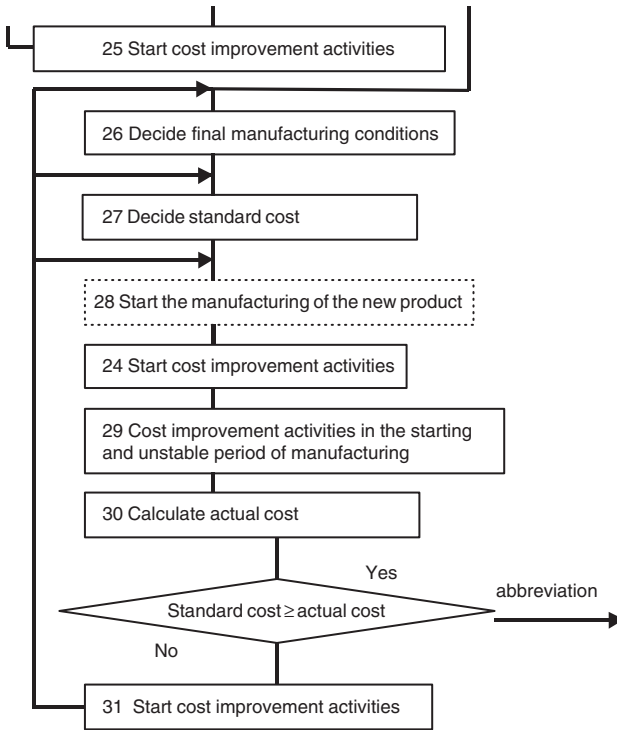 25 Start cost improvement activities
26 Decide final manufacturing conditions
27 Decide standard cost
28 Start the manufacturing of the new product
24 Start cost improvement activities
29 Cost improvement activities in the starting
and unstable period of manufacturing
30 Calculate actual cost
Yes
abbreviation
Standard cost ≥ actual cost
No
31 Start cost improvement activities